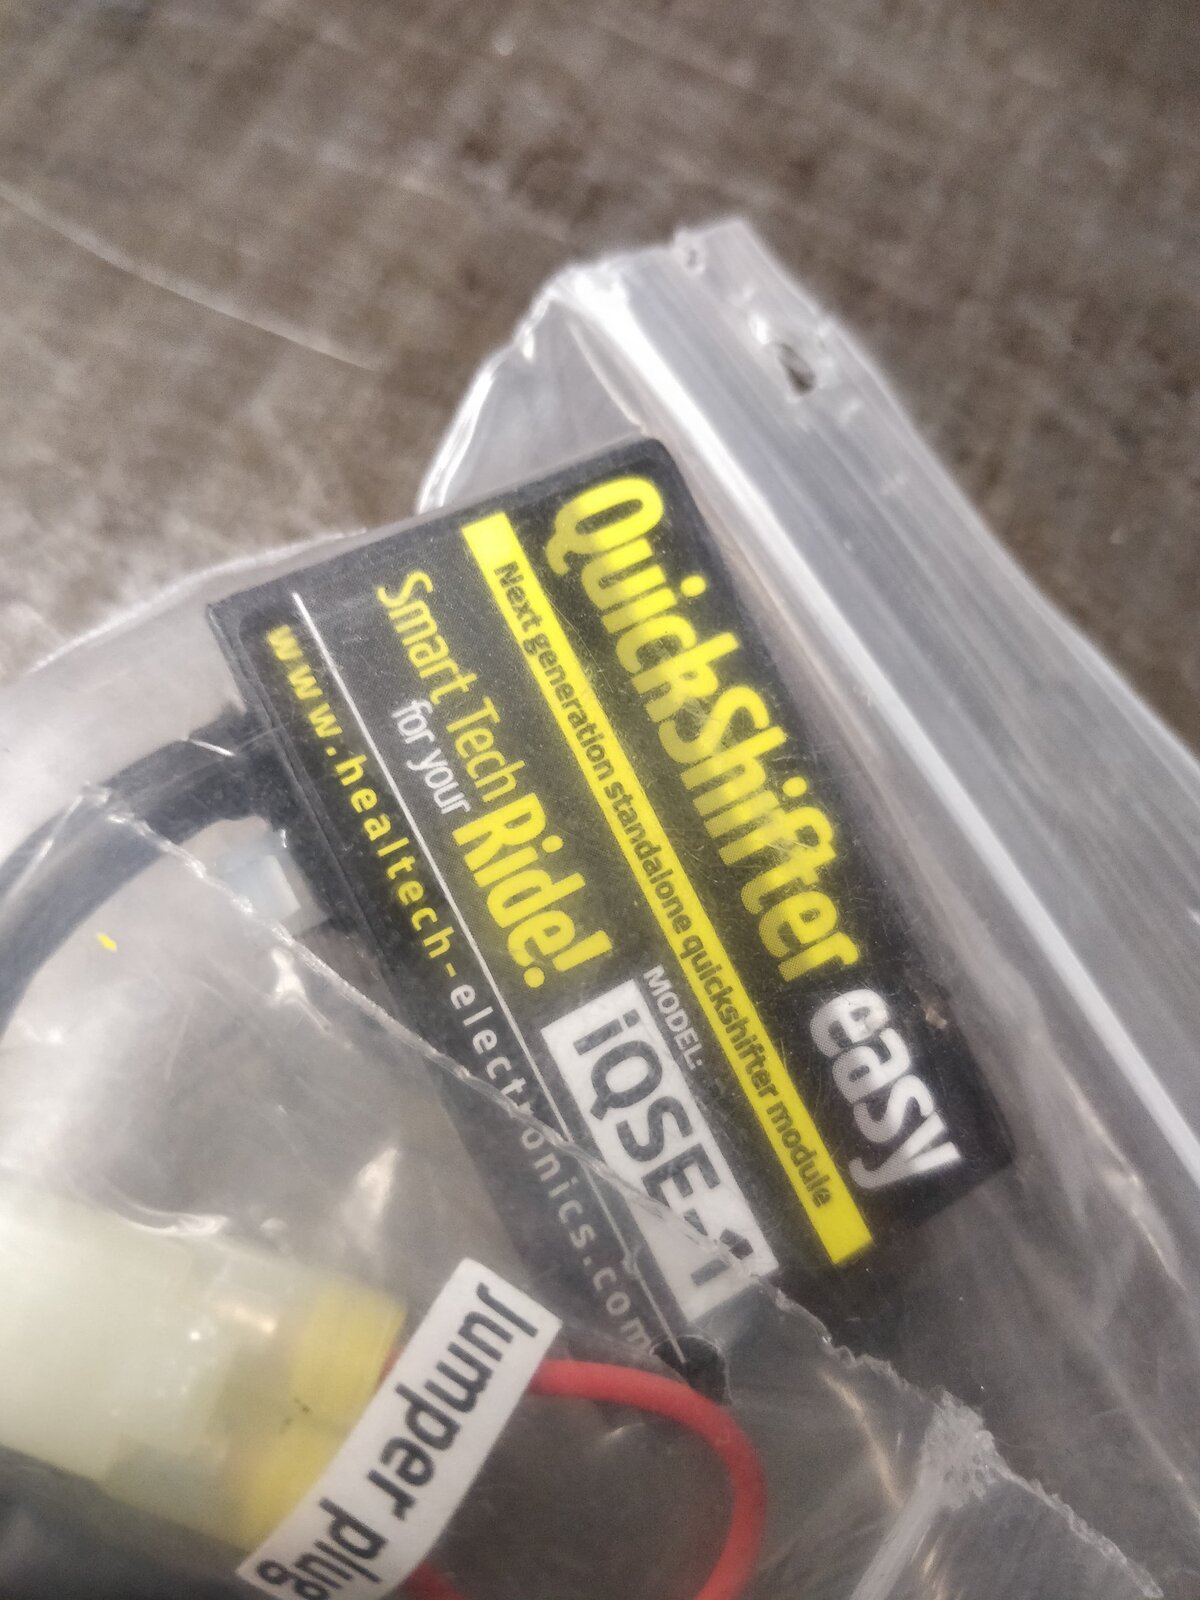 QuickShifter easy
Next generation standalone quickshifter module
MODEL:
Smart Tech Ride!
for your
iQSE-1
www.healtech-electronics.com
Jumper plug